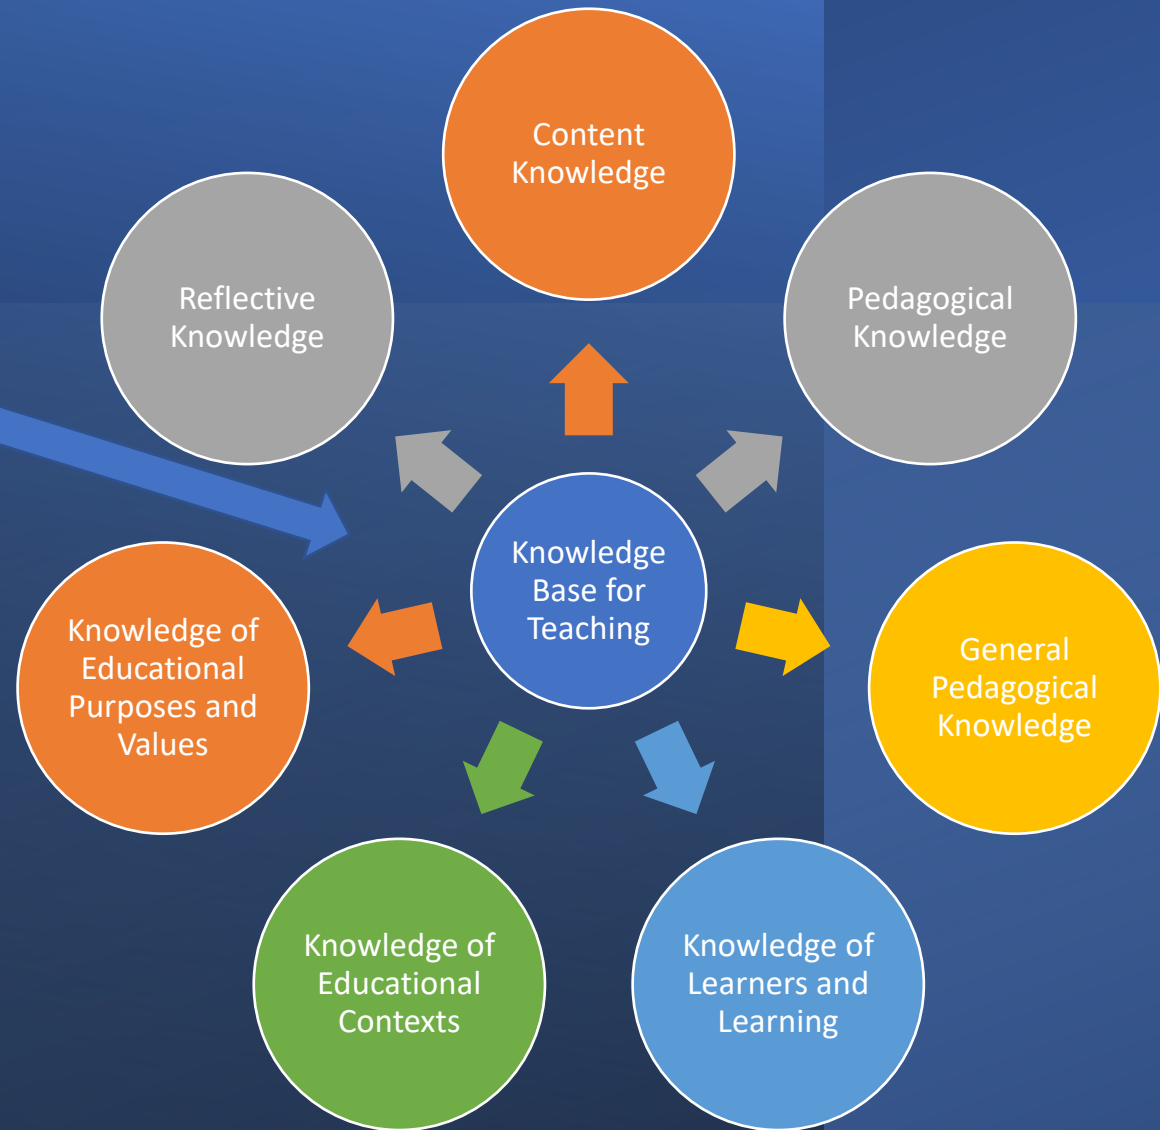 Content
Knowledge
Reflective
Knowledge
Pedagogical
Knowledge
Knowledge
Base for
Teaching
Knowledge of
Educational
Purposes and
Values
General
Pedagogical
Knowledge
Knowledge of
Educational
Contexts
Knowledge of
Learners and
Learning